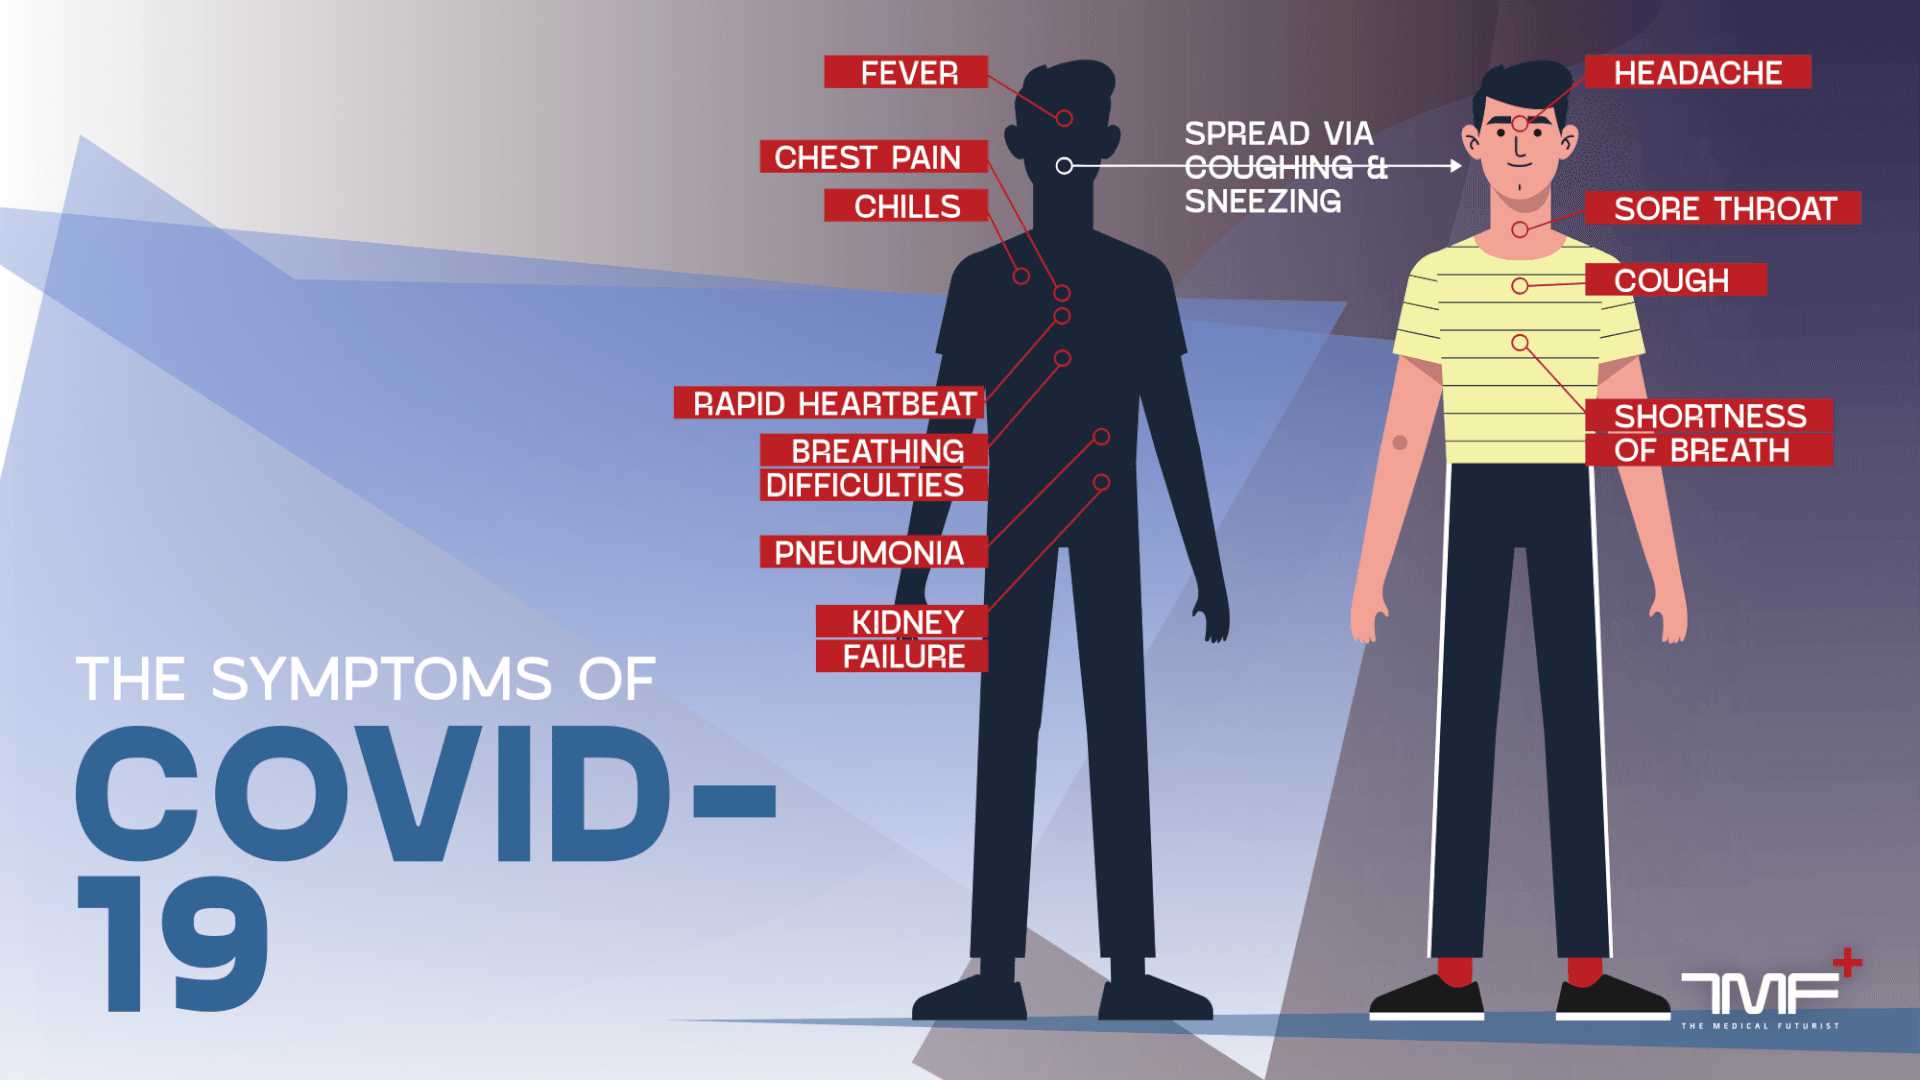 FEVER
CHEST PAIN
CHILLS
RAPID HEARTBEAT
BREATHING
DIFFICULTIES
PNEUMONIA
KIDNEY
FAILURE
SPREAD VIA
COUGHING &
SNEEZING
HEADACHE
SORE THROAT
COUGH
SHORTNESS
OF BREATH
THE SYMPTOMS OF
COVID-
19
TMF+
THE MEDICAL FUTURIST